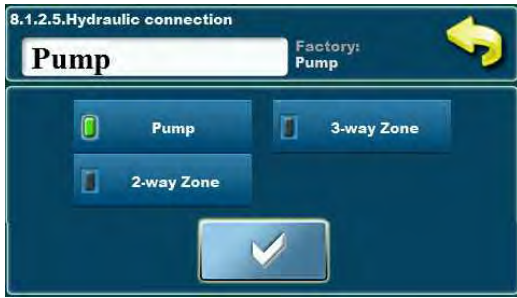 8.1.2.5.Hydraulic connection
Pump
Factory:
Pump
Pump
3-way Zone
2-way Zone